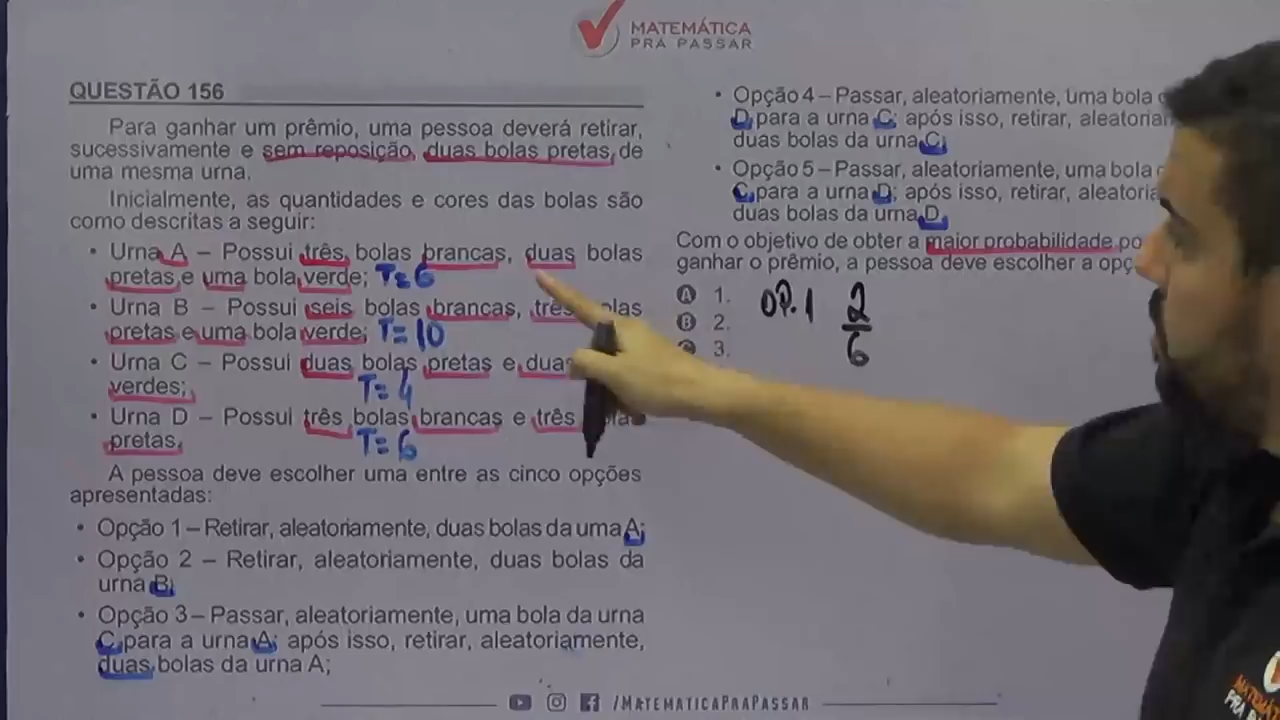 MATEMÁTICA
PRA PASSAR
QUESTÃO 156
Para ganhar um prêmio, uma pessoa deverá retirar,
sucessivamente e sem reposição, duas bolas pretas, de
uma mesma urna.
Inicialmente, as quantidades e cores das bolas são
como descritas a seguir:
• Urna A – Possui três bolas brancas, duas bolas
pretas e uma bola verde; T=6
• Urna B – Possui seis bolas brancas, três
pretas e uma bola verde; T=10
• Urna C – Possui duas bolas pretas e
verdes; T=4
• Urna D – Possui três bolas brancas e três
pretas. T=6
A pessoa deve escolher uma entre as cinco opções
apresentadas:
• Opção 1 – Retirar, aleatoriamente, duas bolas da urna A;
• Opção 2 – Retirar, aleatoriamente, duas bolas da
urna B;
• Opção 3 – Passar, aleatoriamente, uma bola da urna
C para a urna A; após isso, retirar, aleatoriamente,
duas bolas da urna A;
• Opção 4 – Passar, aleatoriamente, uma bola
D para a urna C; após isso, retirar,
duas bolas da urna C;
• Opção 5 – Passar, aleatoriamente, uma bola
C para a urna D; após isso, retirar,
duas bolas da urna D.
Com o objetivo de obter a maior probabilidade
ganhar o prêmio, a pessoa deve escolher a
A 1.
B 2.
3.
OP. 1 2
6
/MATEMATICAPRAPASSAR